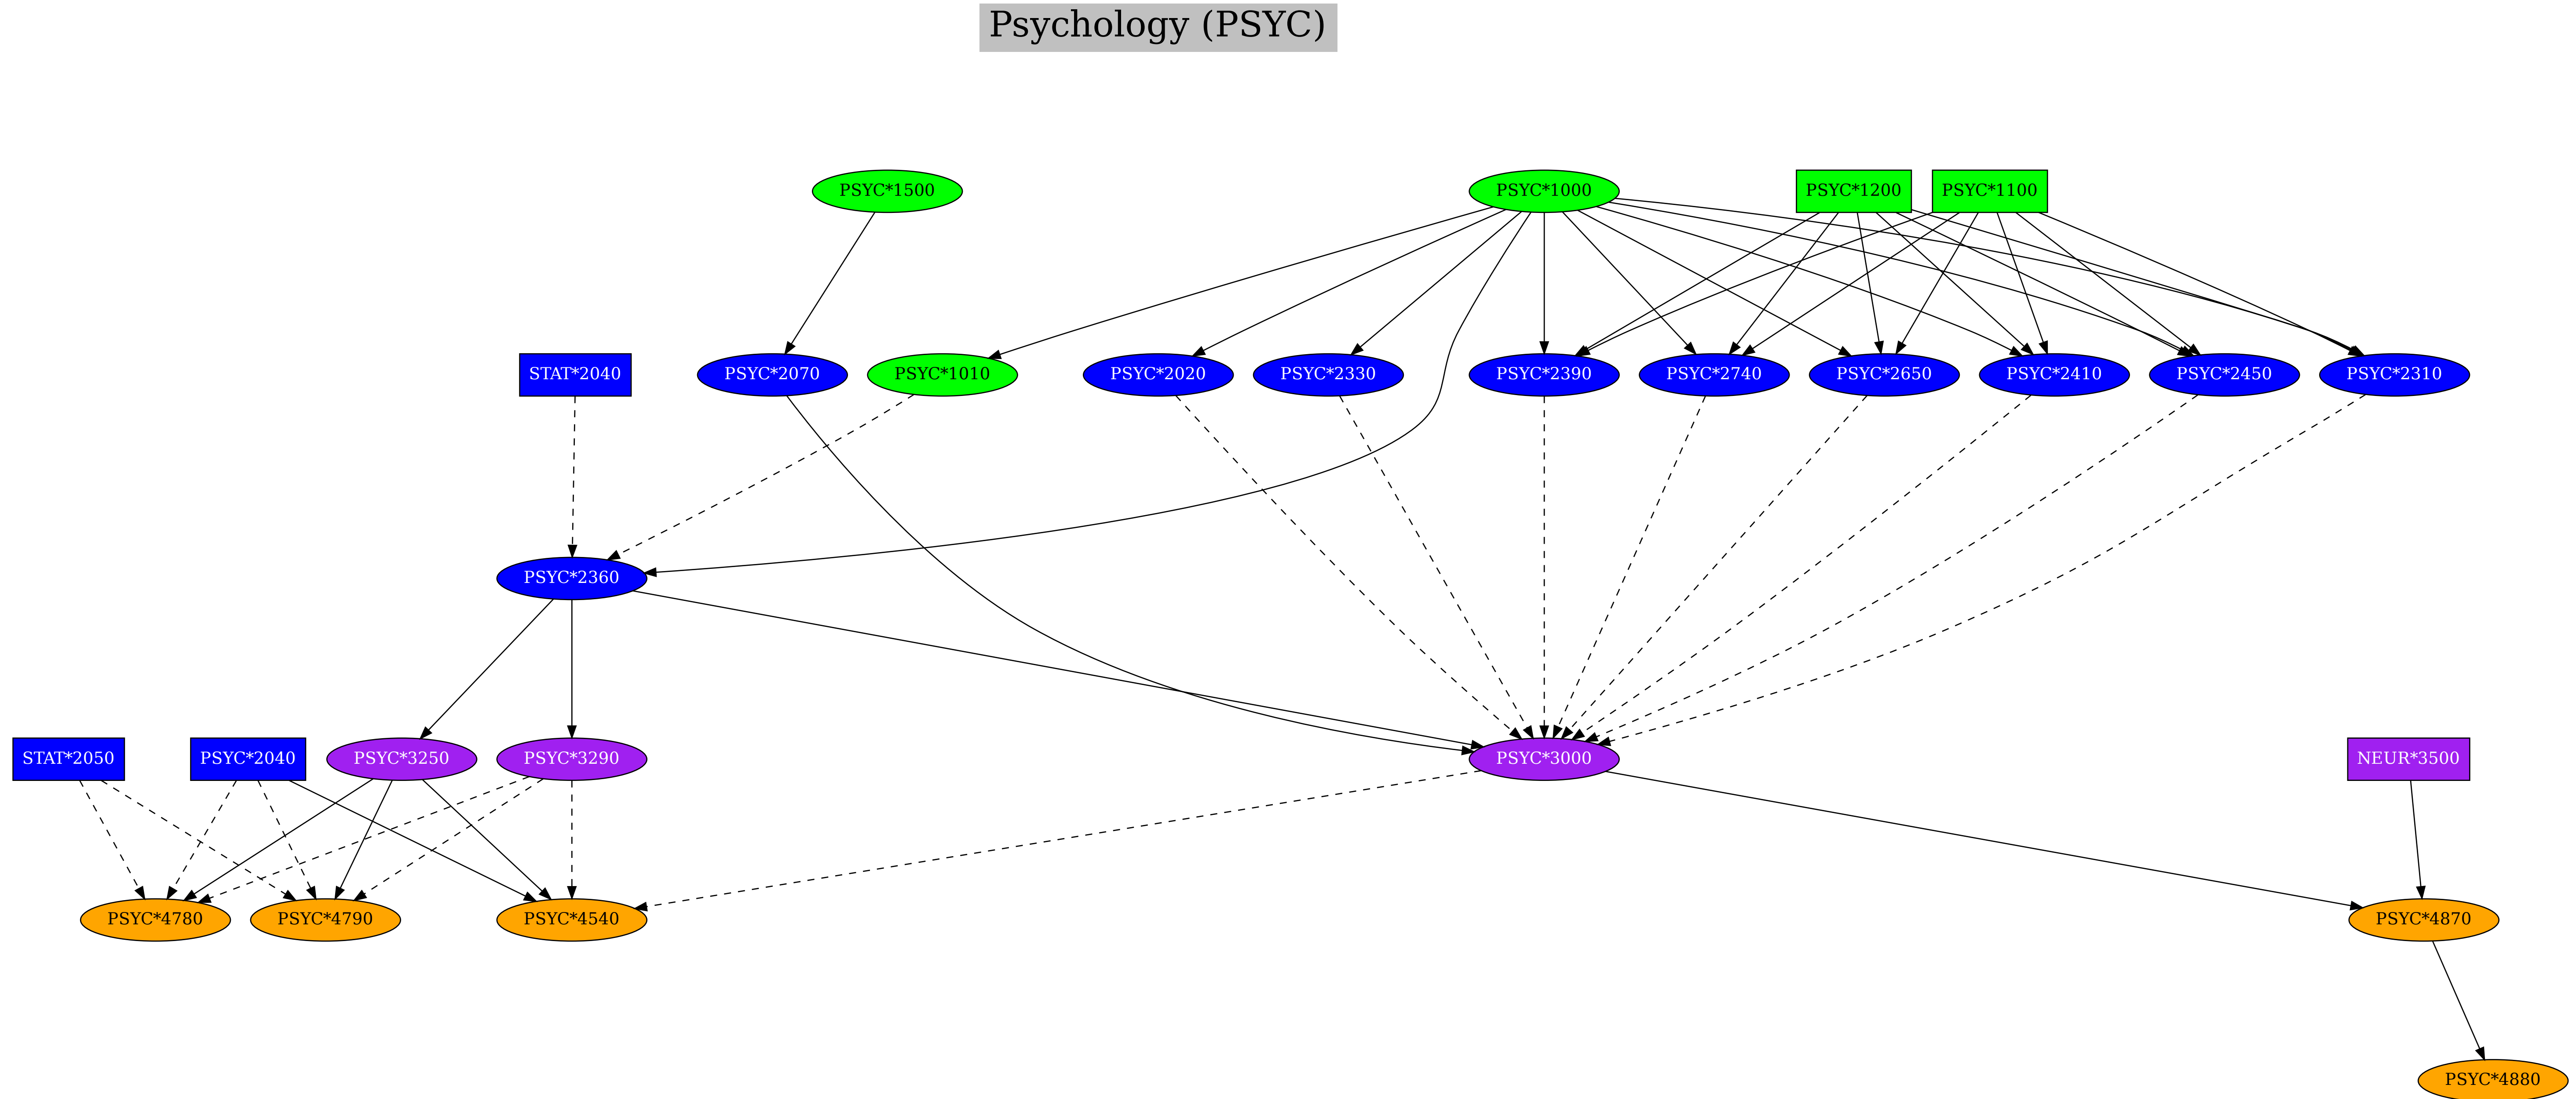 Psychology (PSYC)
PSYC*1500
PSYC*1000
PSYC*1200
PSYC*1100
STAT*2040
PSYC*2070
PSYC*1010
PSYC*2020
PSYC*2330
PSYC*2390
PSYC*2740
PSYC*2650
PSYC*2410
PSYC*2450
PSYC*2310
PSYC*2360
STAT*2050
PSYC*2040
PSYC*3250
PSYC*3290
PSYC*3000
NEUR*3500
PSYC*4780
PSYC*4790
PSYC*4540
PSYC*4870
PSYC*4880